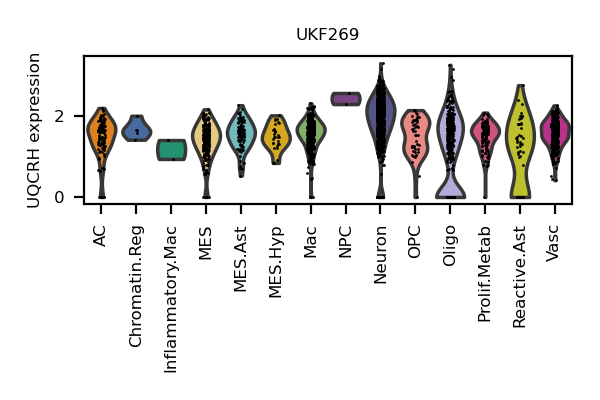 UKF269
UQCRH expression
2
0
AC
Chromatin.Reg
Inflammatory.Mac
MES
MES.Ast
MES.Hyp
Mac
NPC
Neuron
OPC
Oligo
Prolif.Metab
Reactive.Ast
Vasc